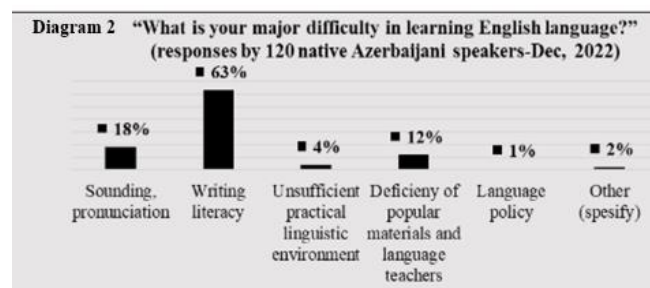 Diagram 2 “What is your major difficulty in learning English language?”
(responses by 120 native Azerbaijani speakers-Dec, 2022)
63%
18%
4%
12%
1%
2%
Sounding, pronunciation
Writing literacy
Unsufficient practical linguistic environment
Deficieny of popular materials and language teachers
Language policy
Other (spesify)